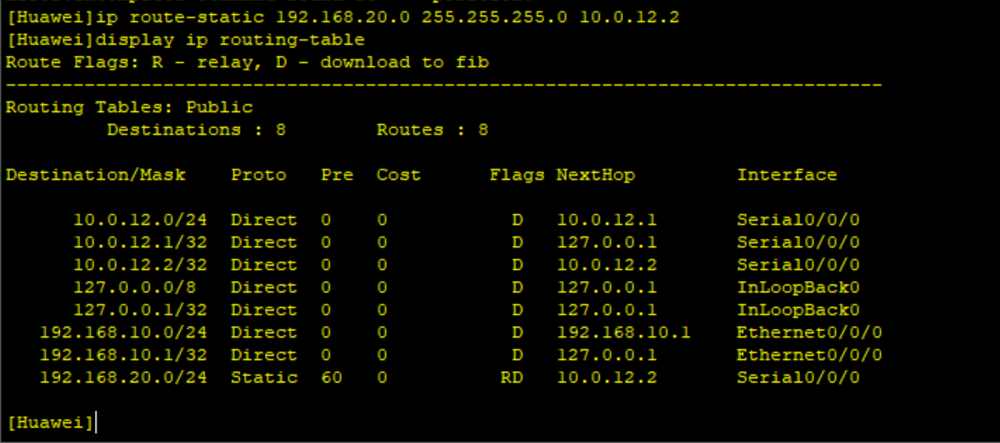 [Huawei]ip route-static 192.168.20.0 255.255.255.0 10.0.12.2
[Huawei]display ip routing-table
Route Flags: R - relay, D - download to fib
------------------------------------------------------------------------------
Routing Tables: Public
         Destinations : 8        Routes : 8

Destination/Mask    Proto   Pre  Cost      Flags NextHop         Interface

      10.0.12.0/24  Direct  0    0           D   10.0.12.1       Serial0/0/0
      10.0.12.1/32  Direct  0    0           D   127.0.0.1       Serial0/0/0
      10.0.12.2/32  Direct  0    0           D   10.0.12.2       Serial0/0/0
      127.0.0.0/8   Direct  0    0           D   127.0.0.1       InLoopBack0
      127.0.0.1/32  Direct  0    0           D   127.0.0.1       InLoopBack0
   192.168.10.0/24  Direct  0    0           D   192.168.10.1    Ethernet0/0/0
   192.168.10.1/32  Direct  0    0           D   127.0.0.1       Ethernet0/0/0
   192.168.20.0/24  Static  60   0          RD   10.0.12.2       Serial0/0/0

[Huawei]